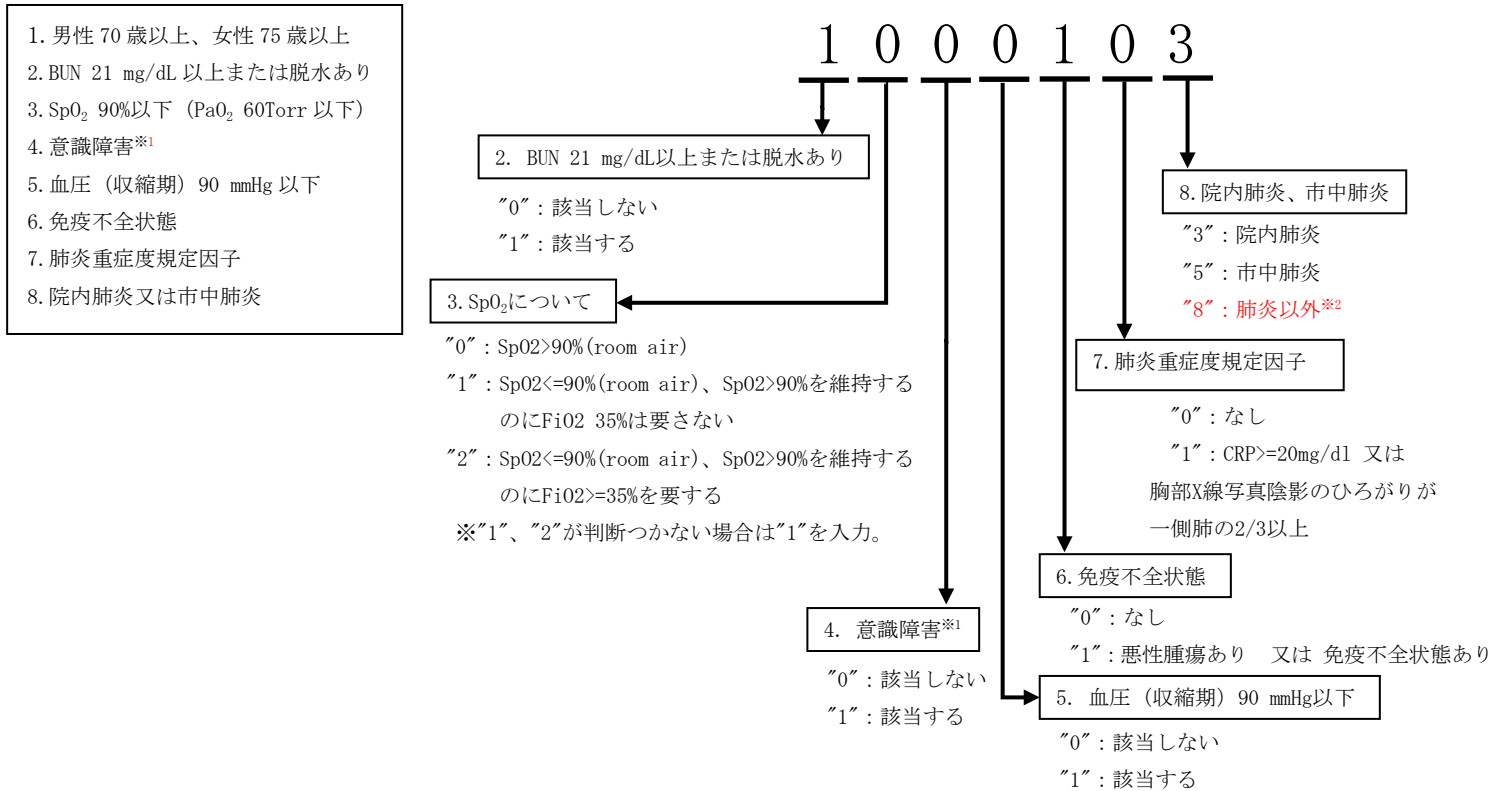 1.男性 70 歳以上、女性 75 歳以上
2.BUN 21 mg/dL 以上または脱水あり
3.SpO₂ 90%以下（PaO₂ 60Torr 以下）
4.意識障害※1
5.血圧（収縮期）90 mmHg 以下
6.免疫不全状態
7.肺炎重症度規定因子
8.院内肺炎又は市中肺炎
1 0 0 0 1 0 3
2. BUN 21 mg/dL以上または脱水あり
"0"：該当しない
"1"：該当する
3.SpO₂について
"0"：SpO2>90%(room air)
"1"：SpO2<=90%(room air)、SpO2>90%を維持する
のにFiO2 35%は要さない
"2"：SpO2<=90%(room air)、SpO2>90%を維持する
のにFiO2>=35%を要する
※"1"、"2"が判断つかない場合は"1"を入力。
4. 意識障害※1
"0"：該当しない
"1"：該当する
5. 血圧（収縮期）90 mmHg以下
"0"：該当しない
"1"：該当する
6.免疫不全状態
"0"：なし
"1"：悪性腫瘍あり　又は 免疫不全状態あり
7.肺炎重症度規定因子
"0"：なし
"1"：CRP>=20mg/dl 又は
胸部X線写真陰影のひろがりが
一側肺の2/3以上
8.院内肺炎、市中肺炎
"3"：院内肺炎
"5"：市中肺炎
"8"：肺炎以外※2